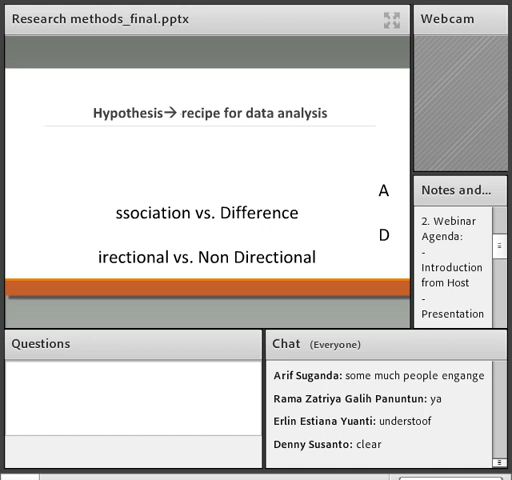 Research methods_final.pptx
Hypothesis→ recipe for data analysis
A
ssociation vs. Difference
D
irectional vs. Non Directional
Webcam
Notes and...
2. Webinar
Agenda:
-
Introduction
from Host
-
Presentation
Questions
Chat (Everyone)
Arif Suganda: some much people engange
Rama Zatriya Galih Panuntun: ya
Erlin Estiana Yuanti: understoof
Denny Susanto: clear